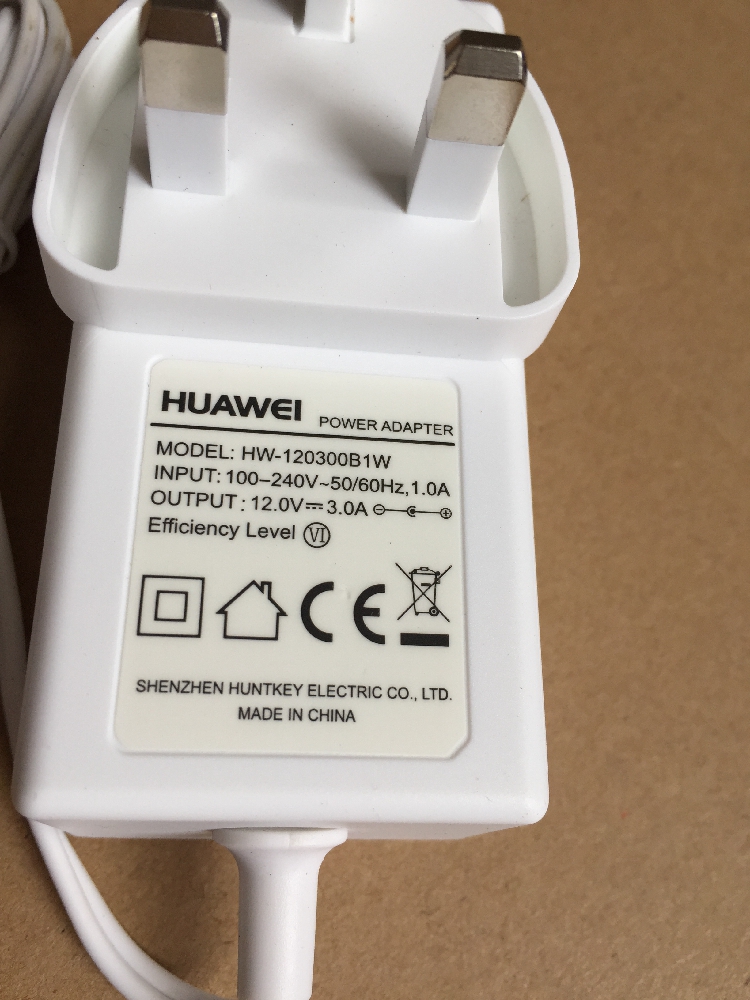 HUAWEI POWER ADAPTER
MODEL: HW-120300B1W
INPUT: 100–240V~50/60Hz,1.0A
OUTPUT: 12.0V⎓3.0A
Efficiency Level VI
CE
SHENZHEN HUNTKEY ELECTRIC CO., LTD.
MADE IN CHINA